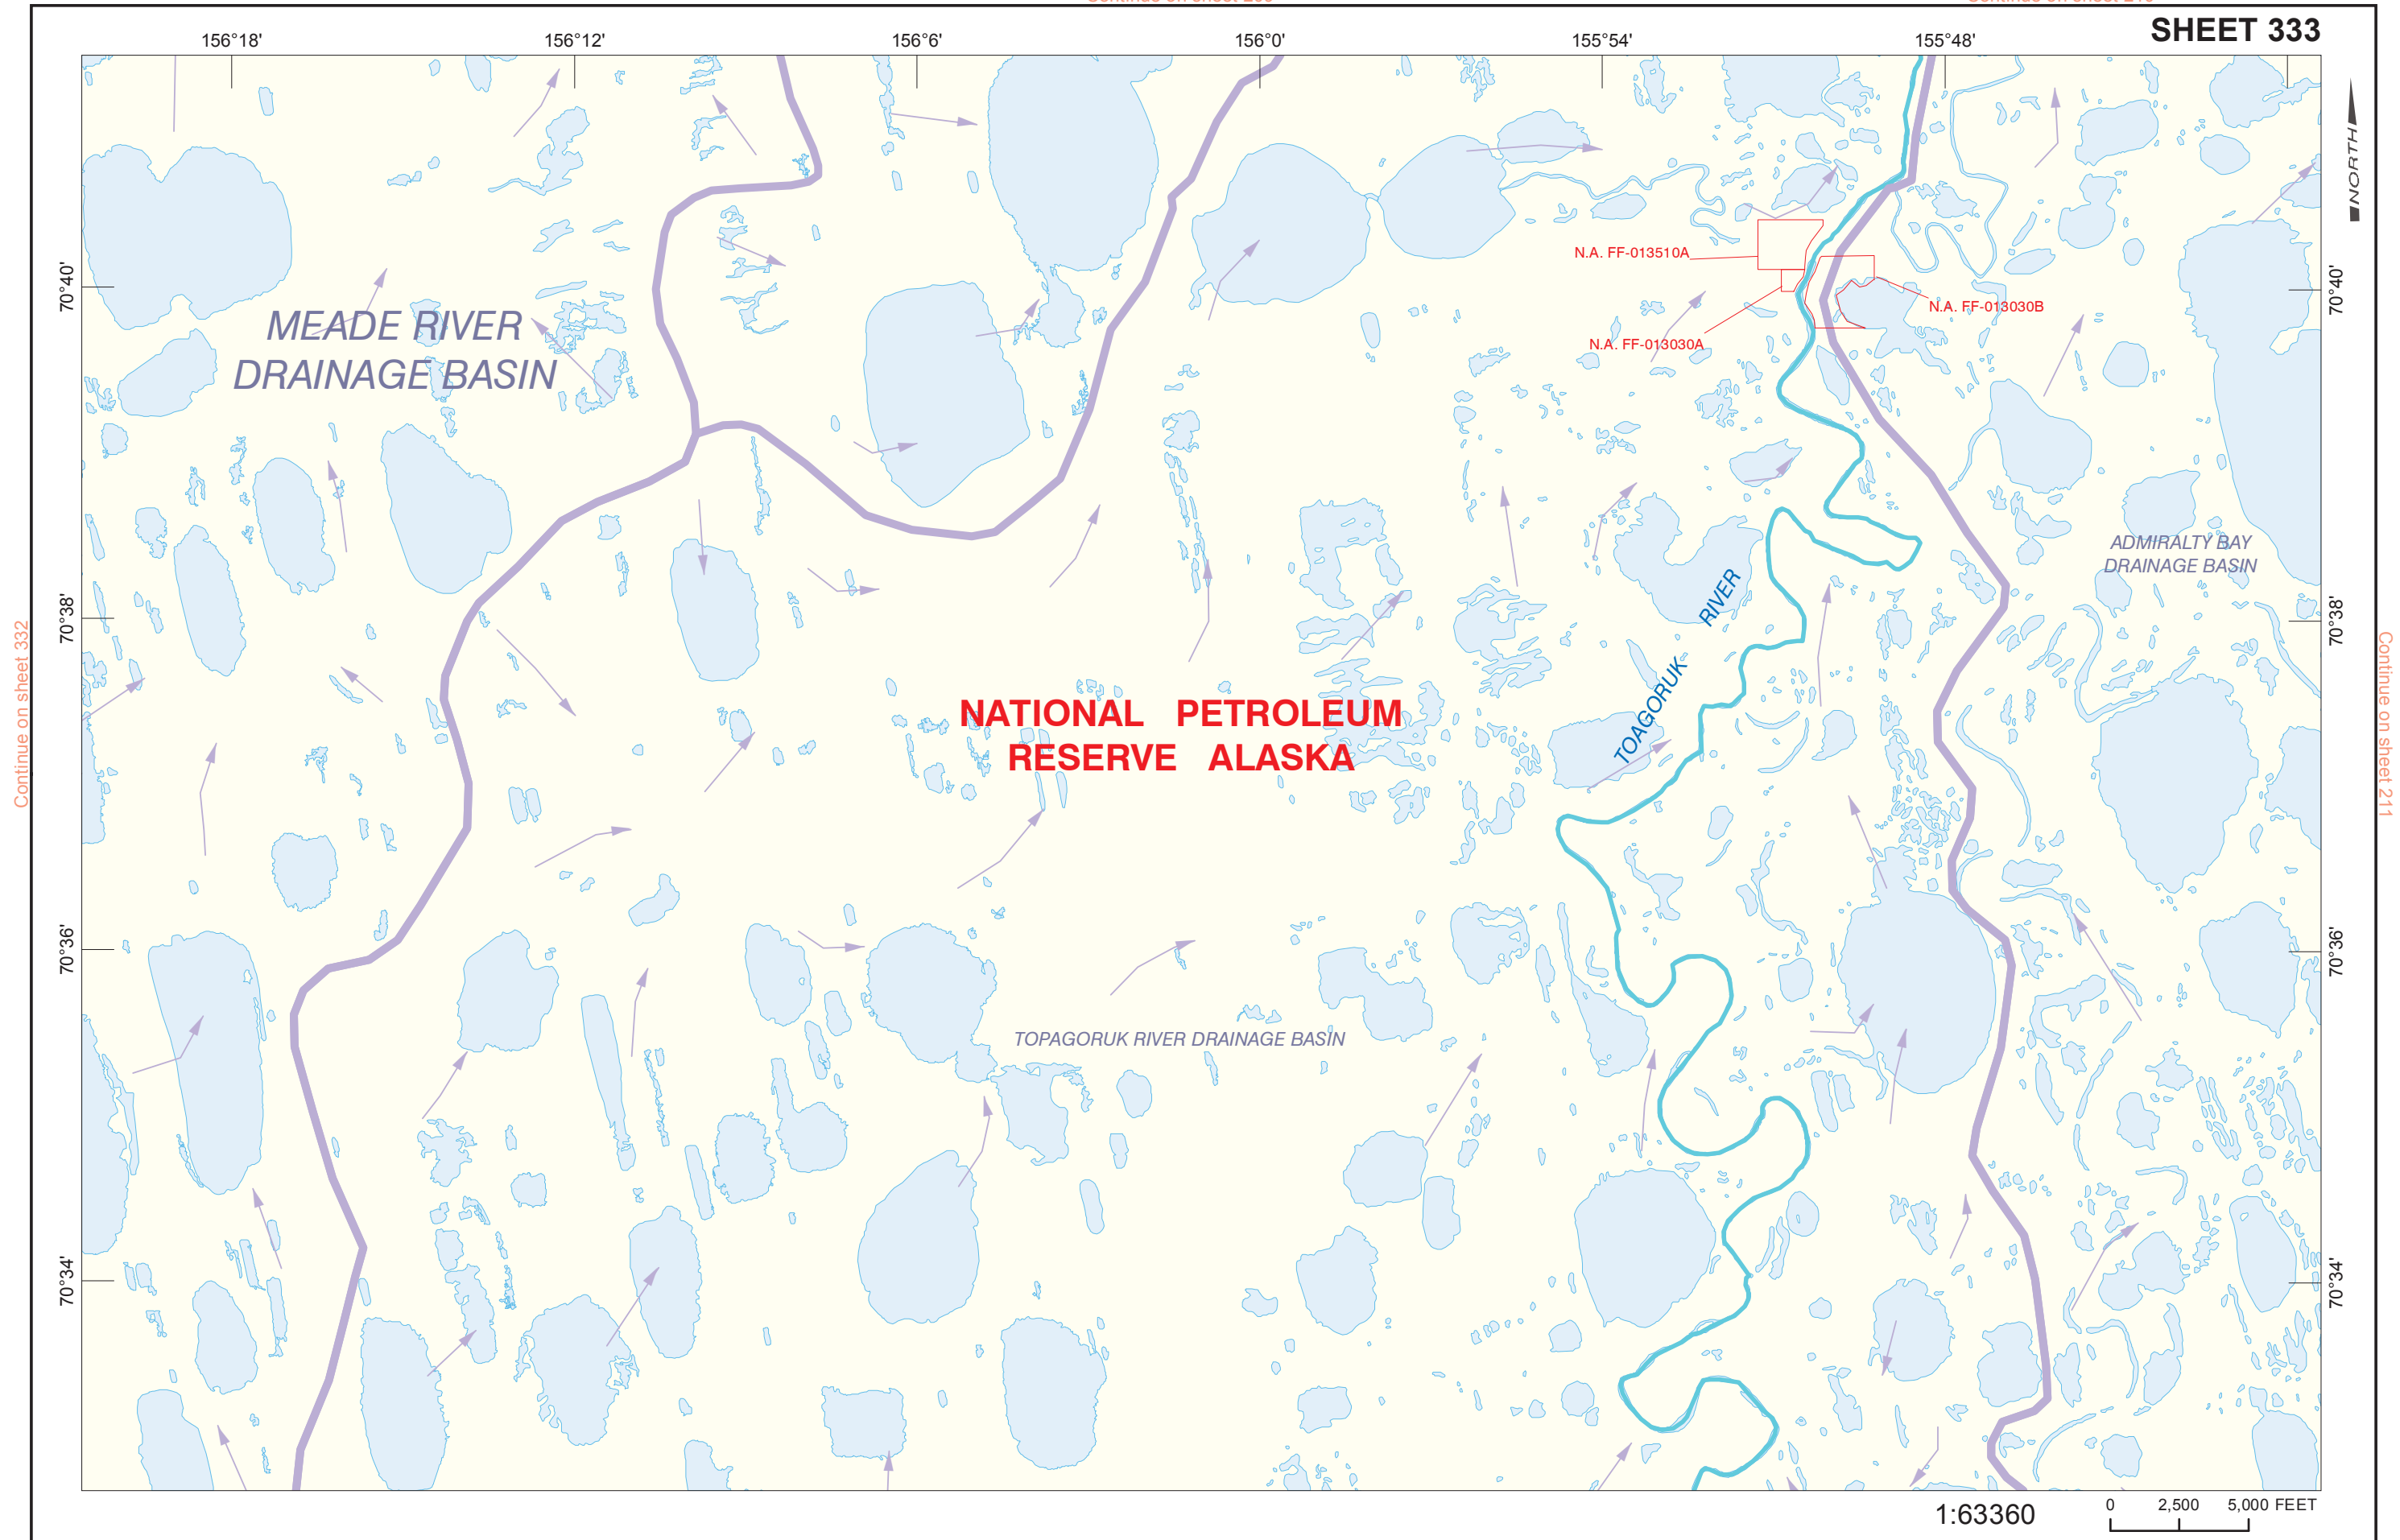 SHEET 333
156°18'
156°12'
156°6'
156°0'
155°54'
155°48'
NORTH
N.A. FF-013510A
70°40'
70°40'
N.A. FF-013030B
MEADE RIVER
DRAINAGE BASIN
N.A. FF-013030A
ADMIRALTY BAY
DRAINAGE BASIN
RIVER
70°38'
70°38'
TOAGORUK
Continue on sheet 332
Continue on sheet 211
NATIONAL PETROLEUM
RESERVE ALASKA
70°36'
70°36'
TOPAGORUK RIVER DRAINAGE BASIN
70°34'
70°34'
1:63360
0 2,500 5,000 FEET